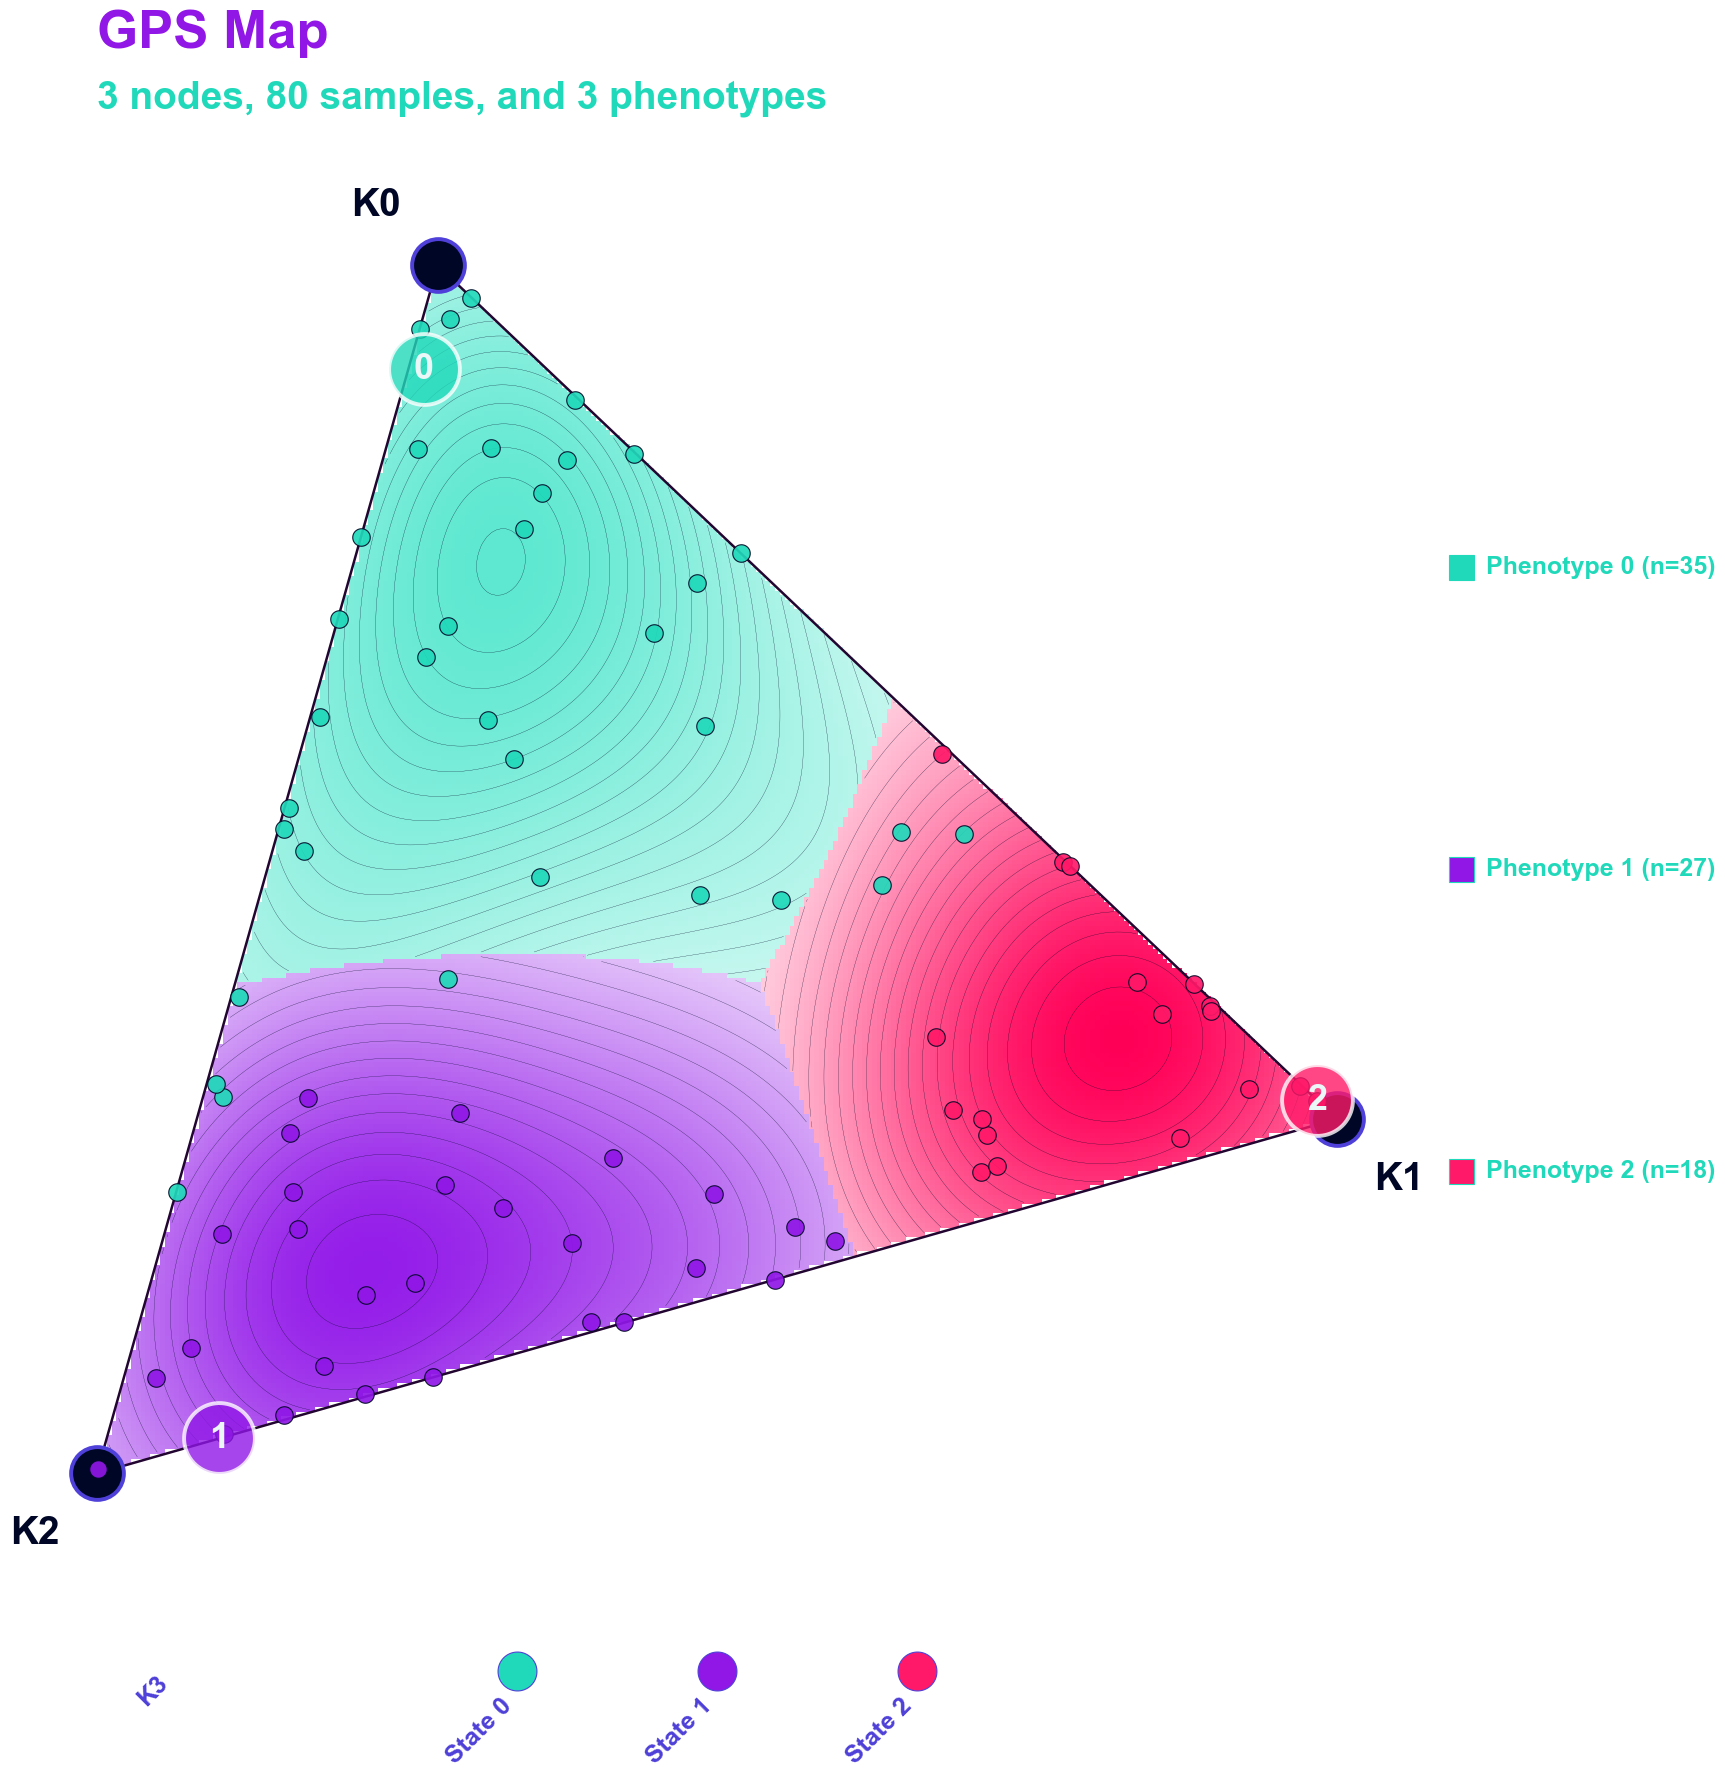 GPS Map
3 nodes, 80 samples, and 3 phenotypes
K0
0
Phenotype 0 (n=35)
Phenotype 1 (n=27)
2
K1
Phenotype 2 (n=18)
1
K2
K3
State 0
State 1
State 2